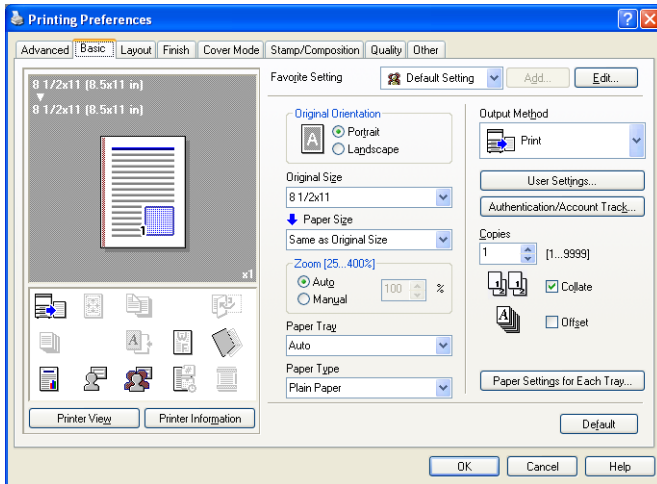 Printing Preferences
Advanced Basic Layout Finish Cover Mode Stamp/Composition Quality Other
8 1/2x11 (8.5x11 in)
8 1/2x11 (8.5x11 in)
1
x1
Printer View Printer Information
Favorite Setting Default Setting Add... Edit...
Original Orientation
A Portrait
Landscape
Original Size
8 1/2x11
Paper Size
Same as Original Size
Zoom [25...400%]
Auto
Manual 100 %
Paper Tray
Auto
Paper Type
Plain Paper
Output Method
Print
User Settings...
Authentication/Account Track...
Copies
1 [1...9999]
Collate
Offset
Paper Settings for Each Tray...
Default
OK Cancel Help